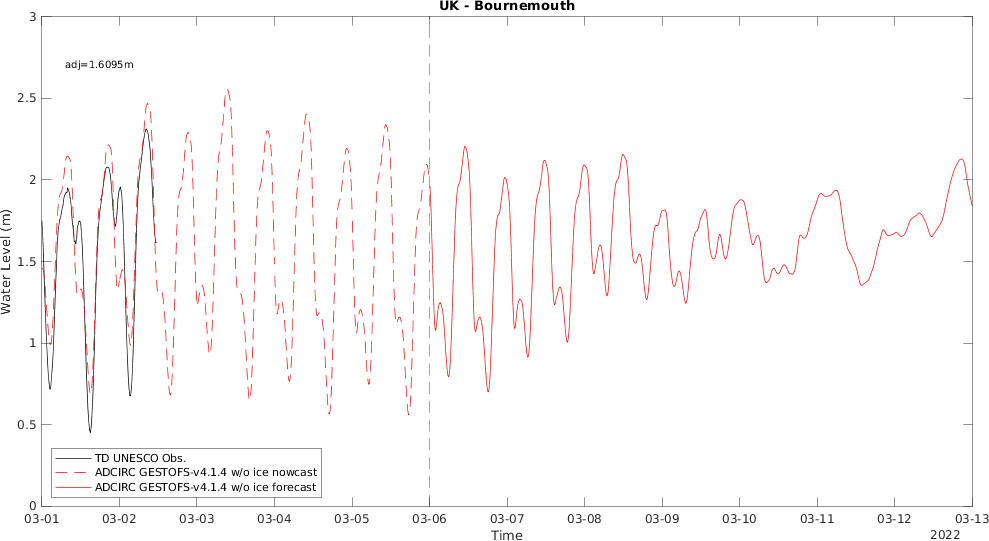 UK - Bournemouth
3
adj=1.6095m
2.5
2
1.5
1
0.5
0
Water Level (m)
TD UNESCO Obs.
ADCIRC GESTOFS-v4.1.4 w/o ice nowcast
ADCIRC GESTOFS-v4.1.4 w/o ice forecast
03-01 03-02 03-03 03-04 03-05 03-06 03-07 03-08 03-09 03-10 03-11 03-12 03-13
Time
2022